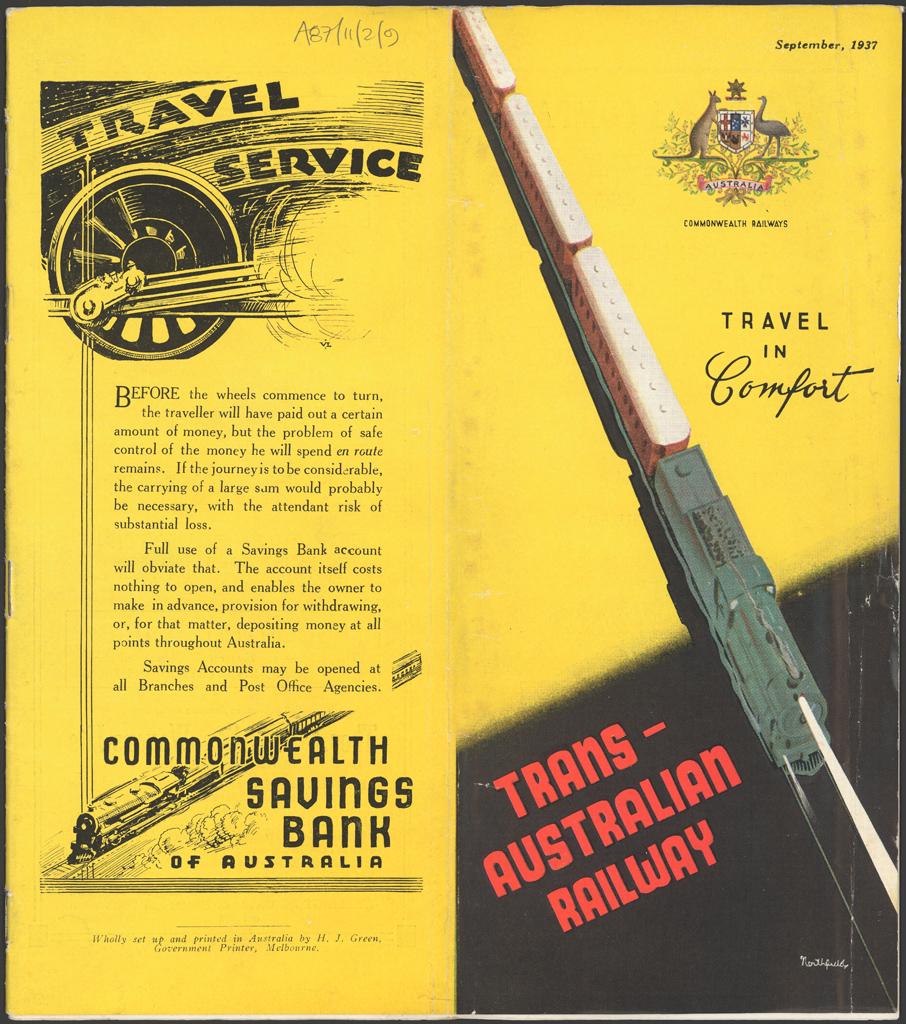 A87/11/2/9
TRAVEL
SERVICE
VZ
BEFORE the wheels commence to turn,
the traveller will have paid out a certain
amount of money, but the problem of safe
control of the money he will spend en route
remains. If the journey is to be considerable,
the carrying of a large sum would probably
be necessary, with the attendant risk of
substantial loss.
Full use of a Savings Bank account
will obviate that. The account itself costs
nothing to open, and enables the owner to
make in advance, provision for withdrawing,
or, for that matter, depositing money at all
points throughout Australia.
Savings Accounts may be opened at
all Branches and Post Office Agencies.
COMMONWEALTH
SAVINGS
BANK
OF AUSTRALIA
Wholly set up and printed in Australia by H. J. Green,
Government Printer, Melbourne.
September, 1937
AUSTRALIA
COMMONWEALTH RAILWAYS
TRAVEL
IN
Comfort
TRANS-
AUSTRALIAN
RAILWAY
Northfield